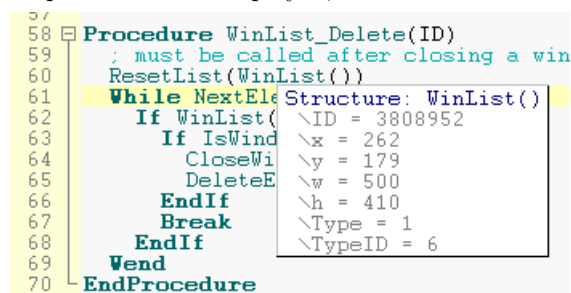 58 Procedure WinList_Delete(ID)
59 ; must be called after closing a win
60 ResetList(WinList())
61 While NextEle
62 If WinList(
63 If IsWind
64 CloseWi
65 DeleteE
66 EndIf
67 Break
68 EndIf
69 Wend
70 EndProcedure
Structure: WinList()
\ID = 3808952
\x = 262
\y = 179
\w = 500
\h = 410
\Type = 1
\TypeID = 6